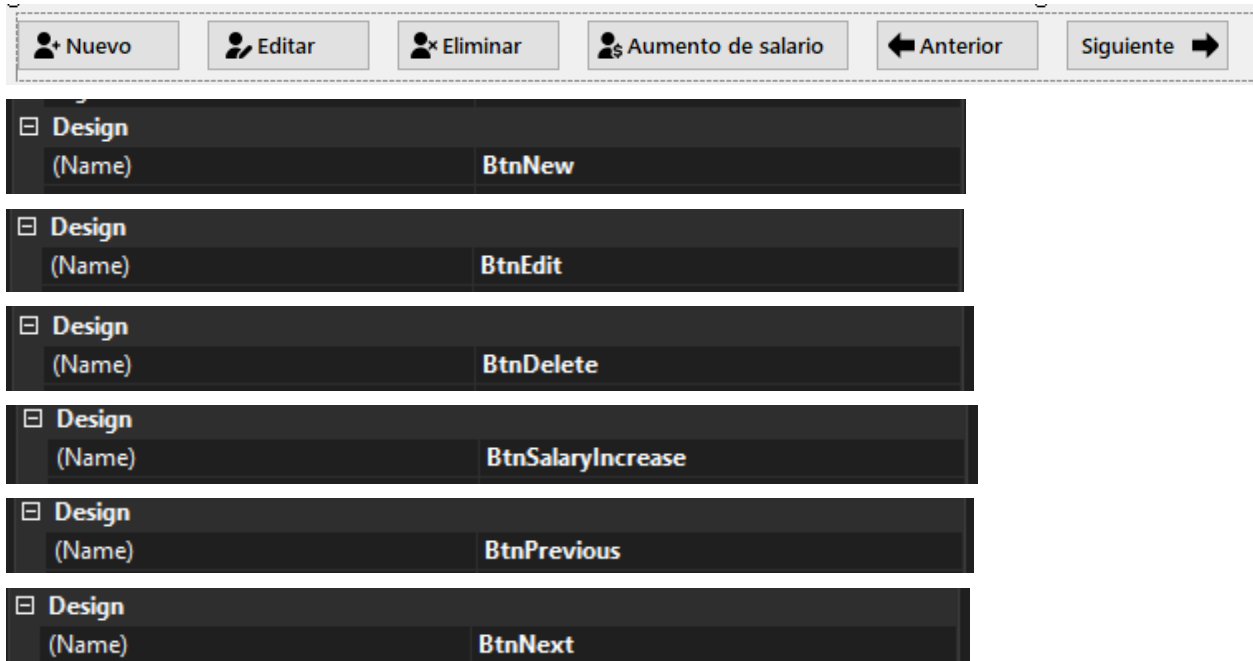 Nuevo Editar Eliminar Aumento de salario Anterior Siguiente
Design
(Name) BtnNew
Design
(Name) BtnEdit
Design
(Name) BtnDelete
Design
(Name) BtnSalaryIncrease
Design
(Name) BtnPrevious
Design
(Name) BtnNext